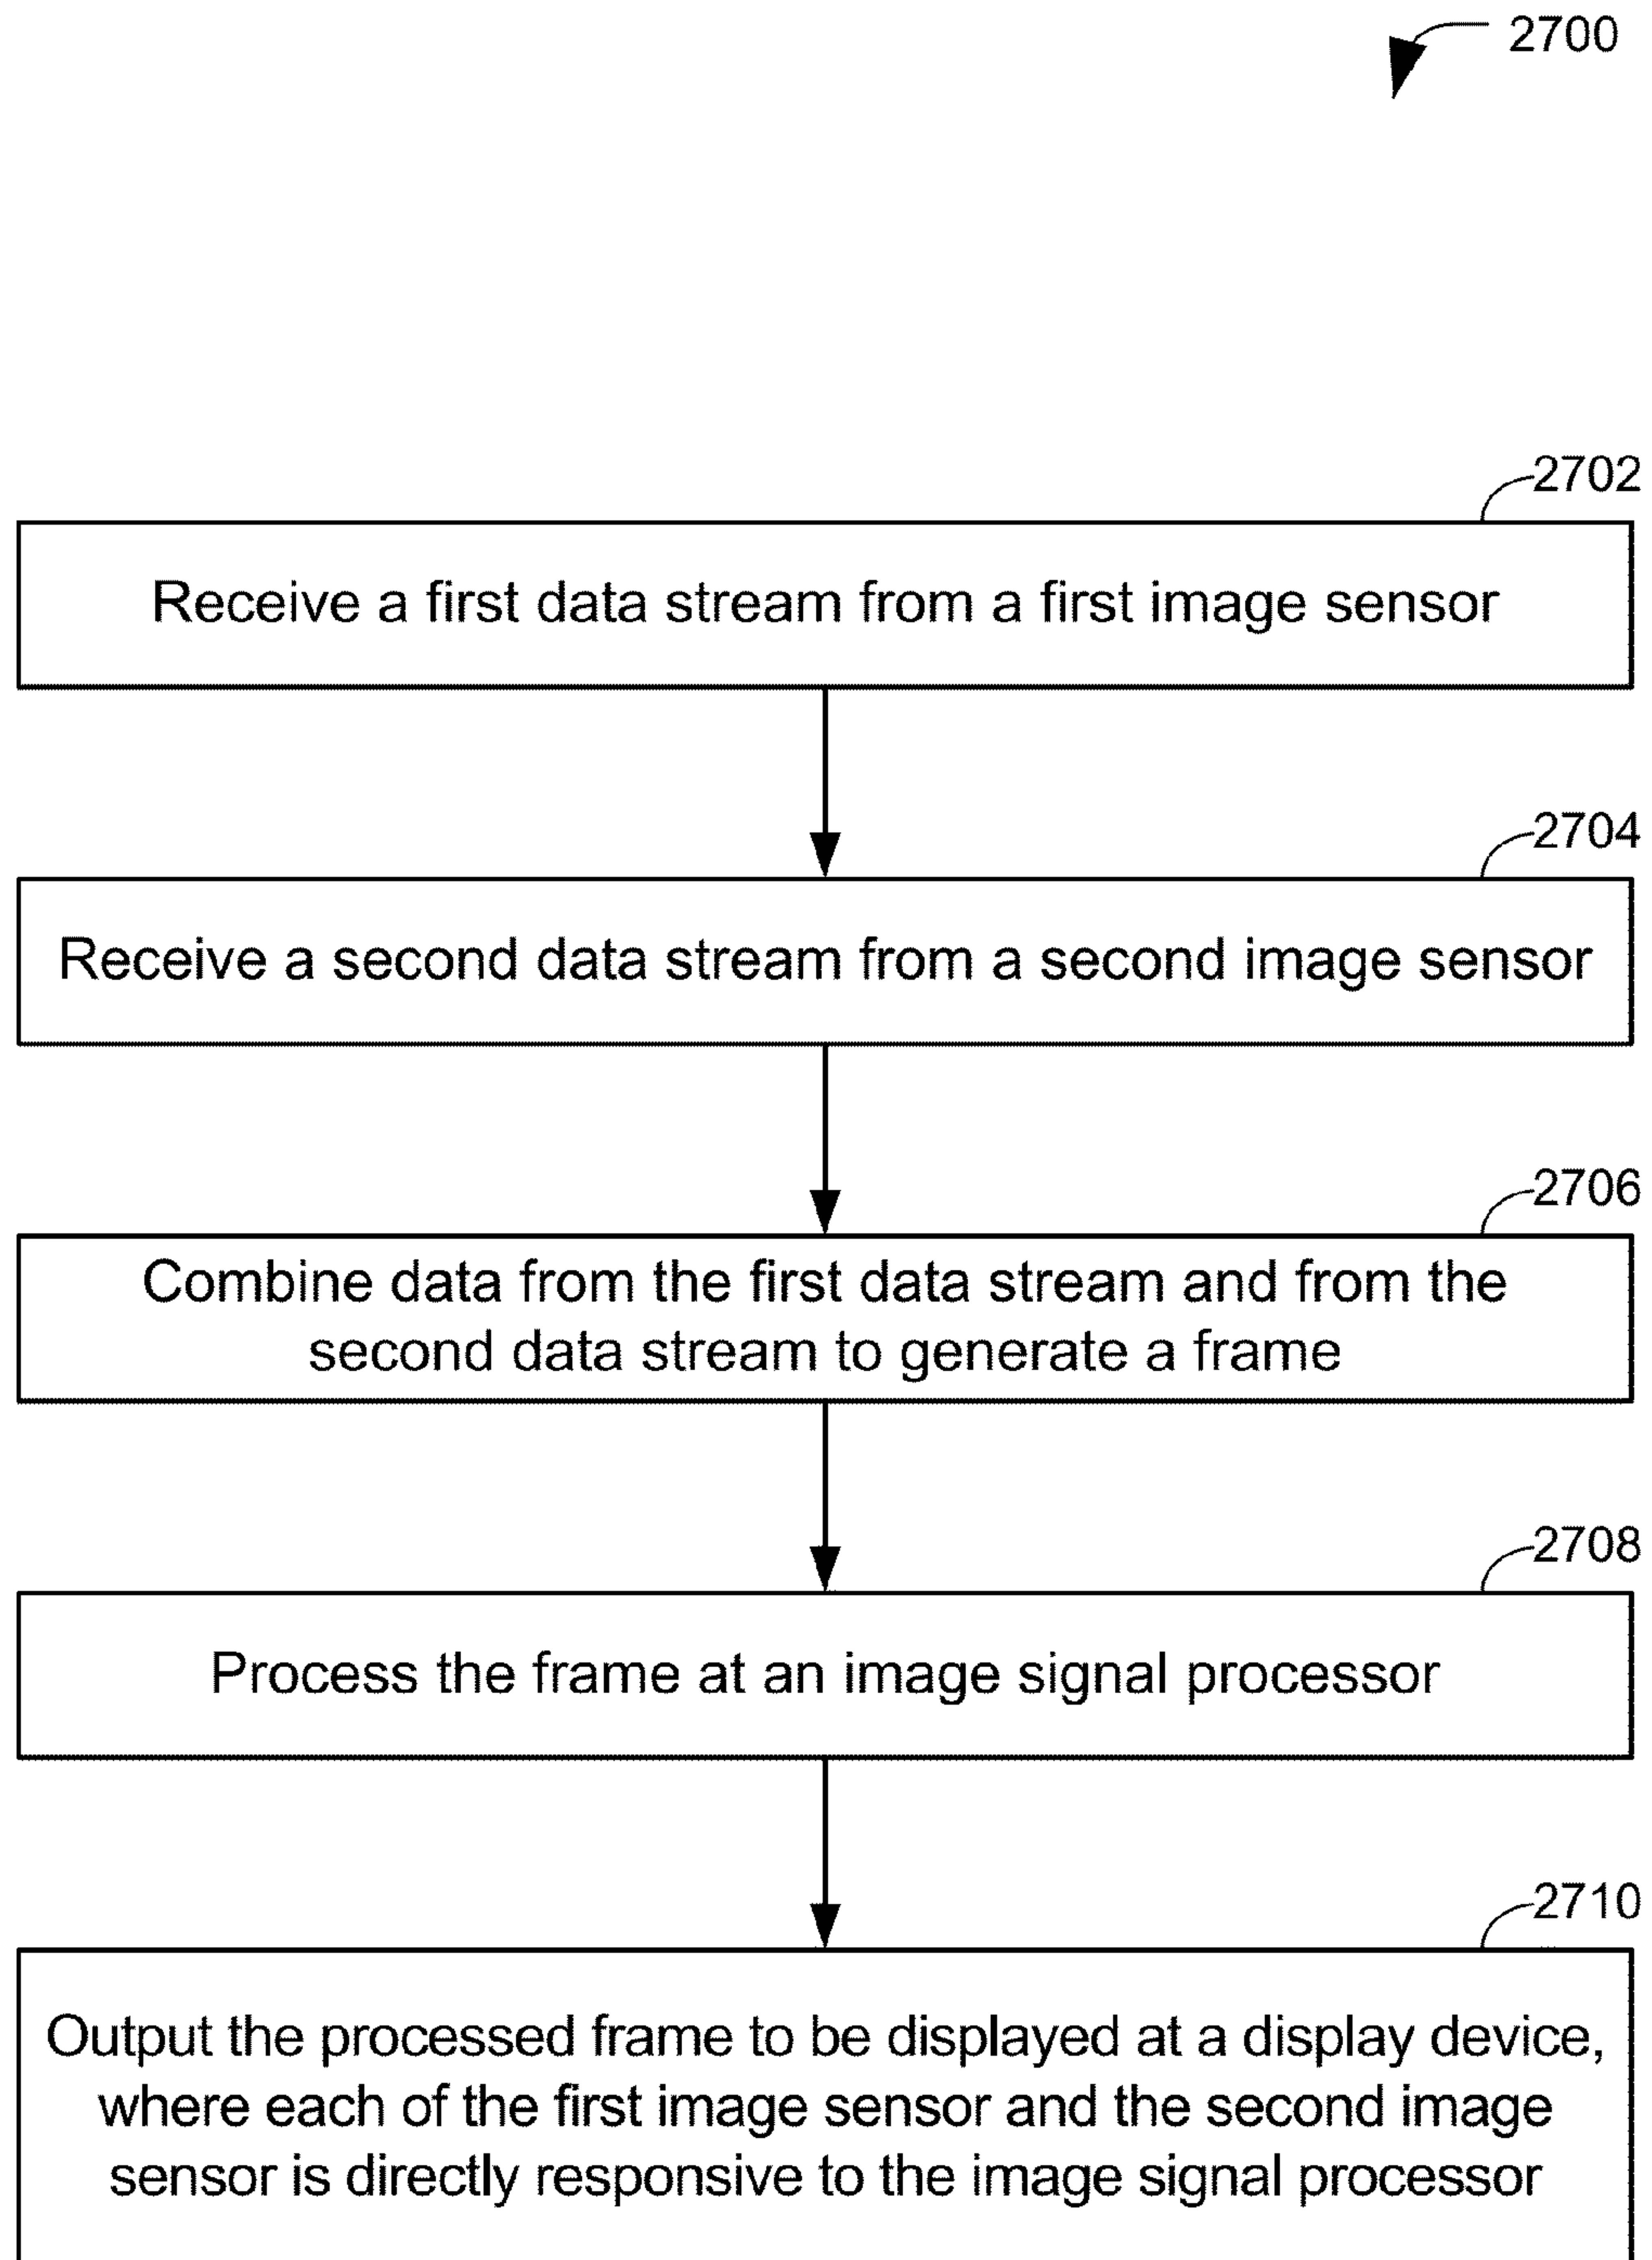 2700
2702
Receive a first data stream from a first image sensor
2704
Receive a second data stream from a second image sensor
2706
Combine data from the first data stream and from the
second data stream to generate a frame
2708
Process the frame at an image signal processor
2710
Output the processed frame to be displayed at a display device,
where each of the first image sensor and the second image
sensor is directly responsive to the image signal processor